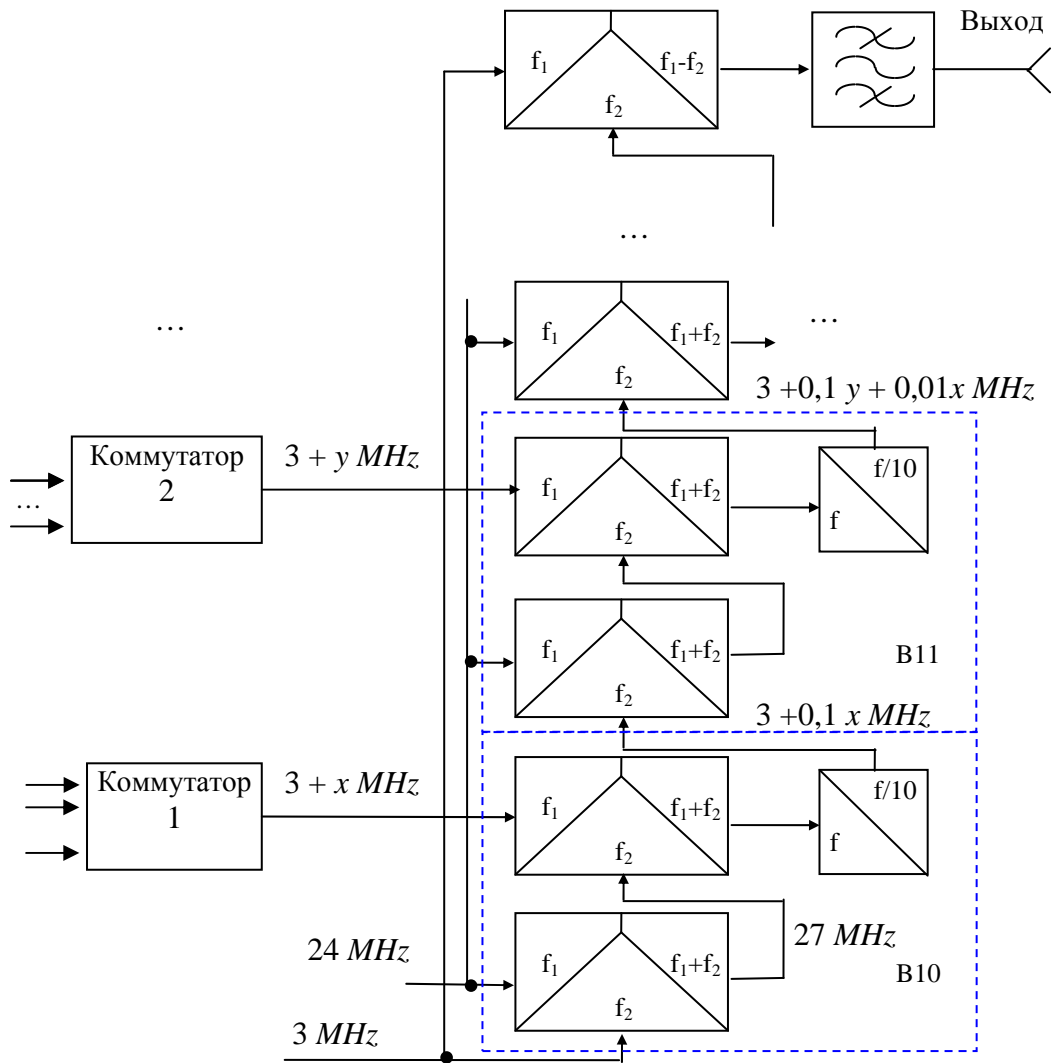 Выход
f₁
f₁-f₂
f₂
…
…
f₁
f₁+f₂
…
f₂
3 +0,1 y + 0,01x MHz
Коммутатор
2
…
3 + y MHz
f₁
f₁+f₂
f₂
f/10
f
f₁
f₁+f₂
f₂
B11
3 +0,1 x MHz
Коммутатор
1
3 + x MHz
f₁
f₁+f₂
f₂
f/10
f
24 MHz
f₁
f₁+f₂
f₂
27 MHz
B10
3 MHz